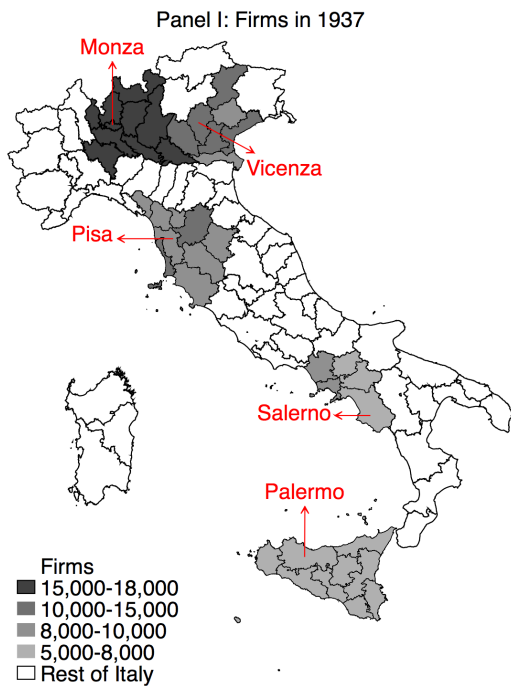 Panel I: Firms in 1937
Monza
Vicenza
Pisa
Salerno
Palermo
Firms
15,000-18,000
10,000-15,000
8,000-10,000
5,000-8,000
Rest of Italy